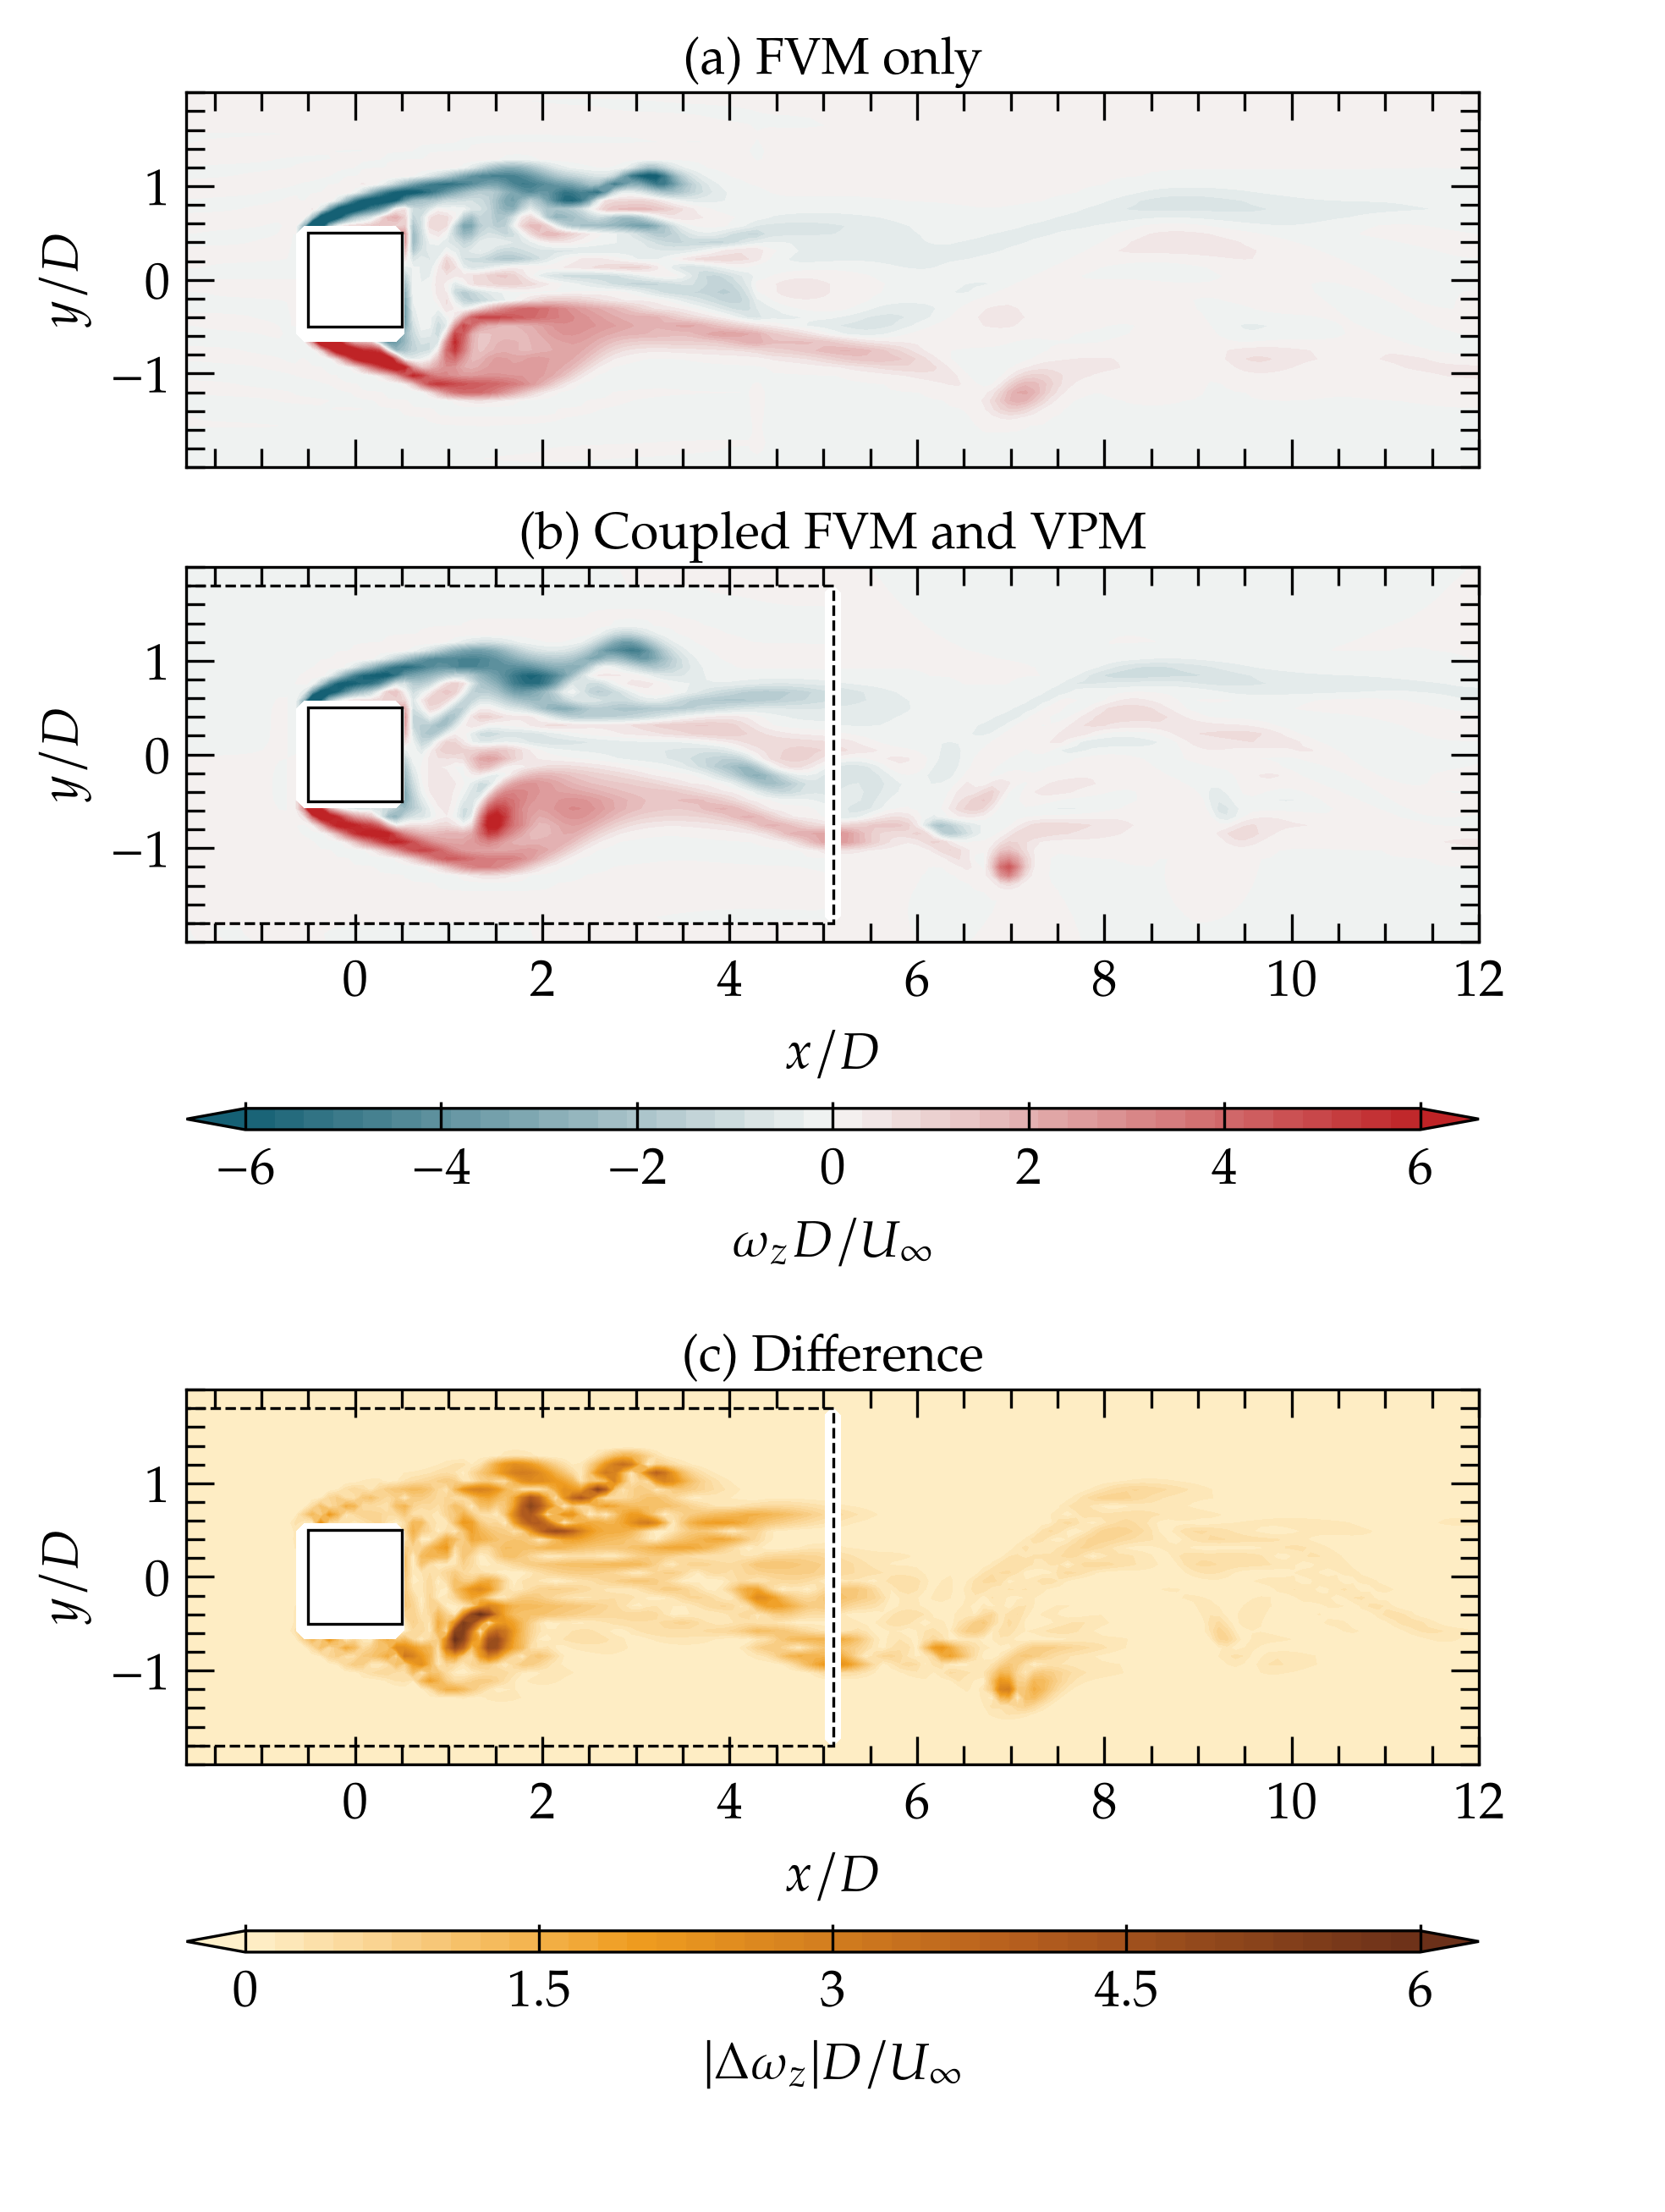 (a) FVM only
1
0
−1
y/D
(b) Coupled FVM and VPM
1
0
−1
y/D
0 2 4 6 8 10 12
x/D
−6 −4 −2 0 2 4 6
ω_z D/U_∞
(c) Difference
1
0
−1
y/D
0 2 4 6 8 10 12
x/D
0 1.5 3 4.5 6
|Δω_z|D/U_∞